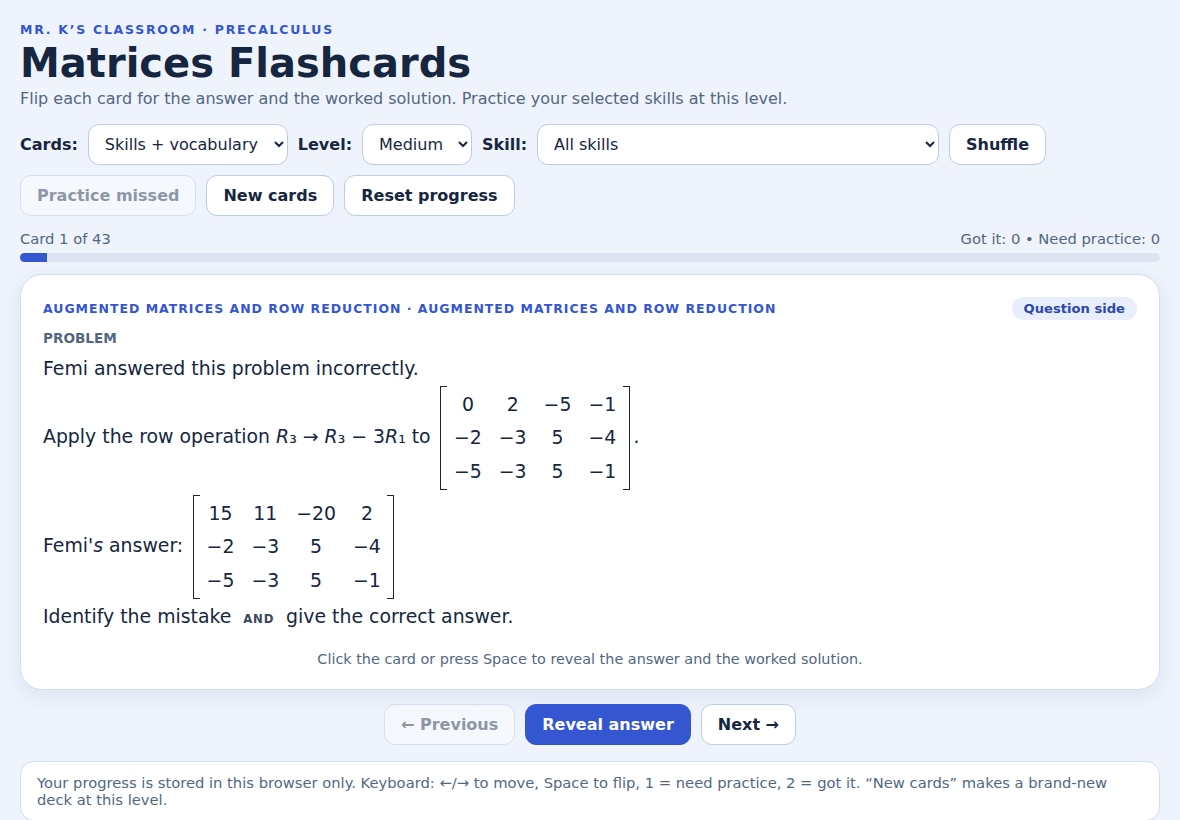 MR. K’S CLASSROOM · PRECALCULUS
Matrices Flashcards
Flip each card for the answer and the worked solution. Practice your selected skills at this level.
Cards: Skills + vocabulary Level: Medium Skill: All skills Shuffle
Practice missed New cards Reset progress
Card 1 of 43 Got it: 0 • Need practice: 0
AUGMENTED MATRICES AND ROW REDUCTION · AUGMENTED MATRICES AND ROW REDUCTION Question side
PROBLEM
Femi answered this problem incorrectly.
0 2 −5 −1
Apply the row operation R₃ → R₃ − 3R₁ to −2 −3 5 −4 .
−5 −3 5 −1
15 11 −20 2
Femi's answer: −2 −3 5 −4
−5 −3 5 −1
Identify the mistake AND give the correct answer.
Click the card or press Space to reveal the answer and the worked solution.
← Previous Reveal answer Next →
Your progress is stored in this browser only. Keyboard: ←/→ to move, Space to flip, 1 = need practice, 2 = got it. “New cards” makes a brand-new
deck at this level.